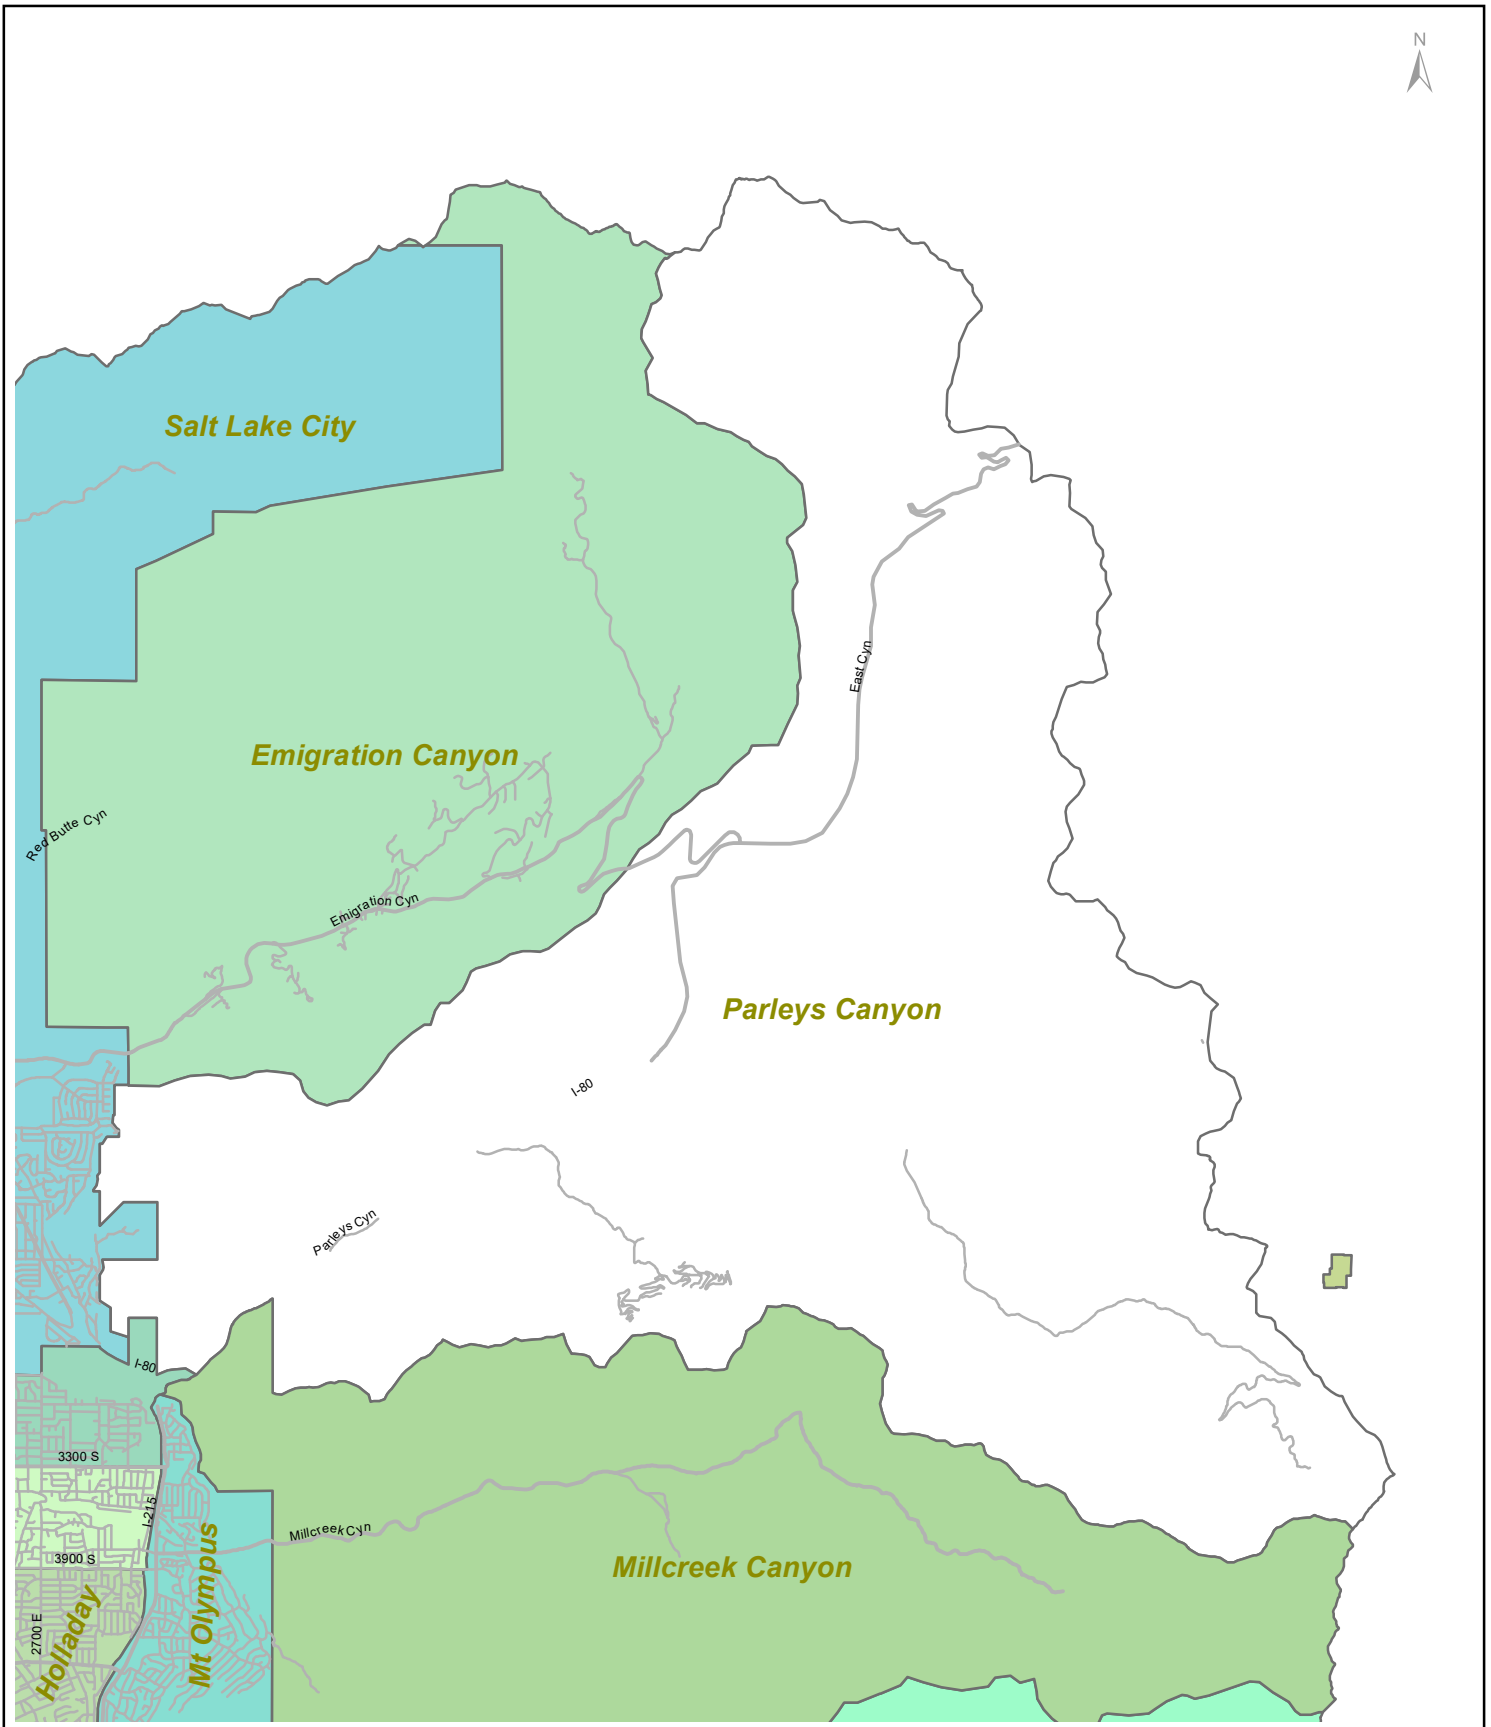 N
Salt Lake City
East Cyn
Emigration Canyon
Red Butte Cyn
Emigration Cyn
Parleys Canyon
I-80
Parleys Cyn
I-80
3300 S
I-215
Millcreek Cyn
3900 S
Millcreek Canyon
Mt Olympus
Holladay
2700 E